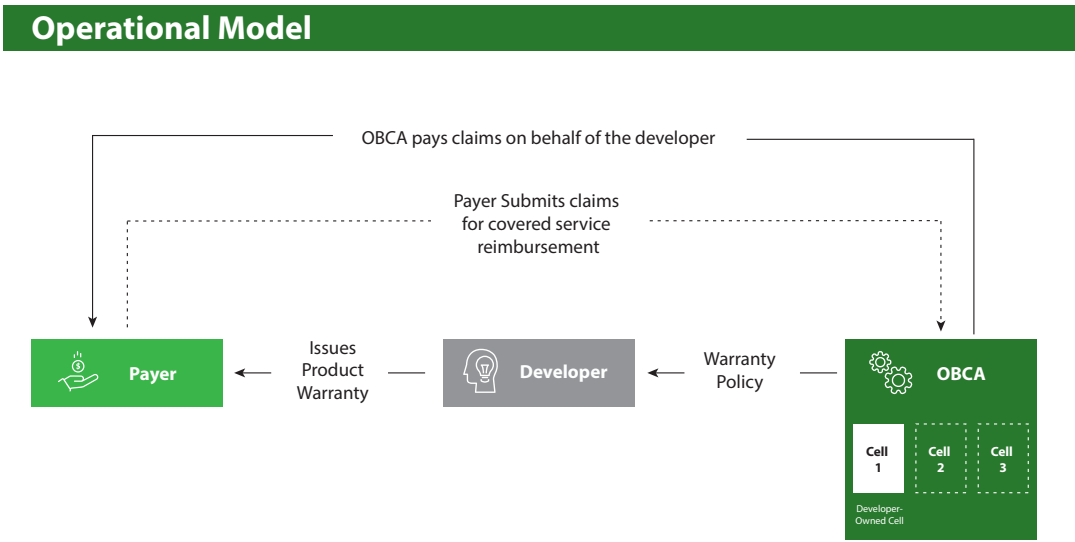 Operational Model
OBCA pays claims on behalf of the developer
Payer Submits claims
for covered service
reimbursement
Payer
Issues
Product
Warranty
Developer
Warranty
Policy
OBCA
Cell
1
Cell
2
Cell
3
Developer-
Owned Cell
$